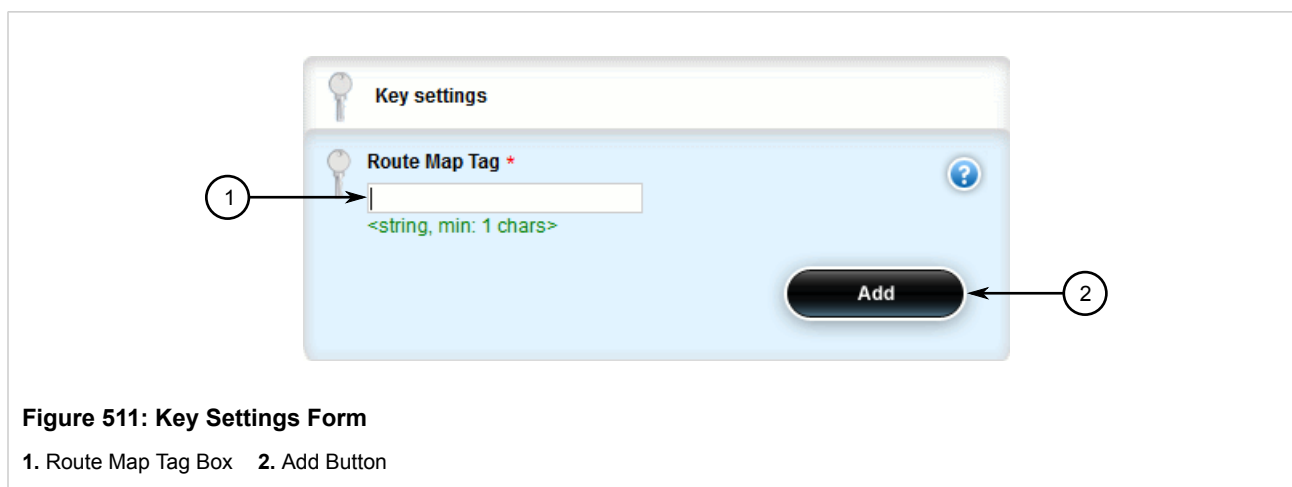 Key settings
Route Map Tag *
?
1
<string, min: 1 chars>
Add
2
Figure 511: Key Settings Form
1. Route Map Tag Box 2. Add Button